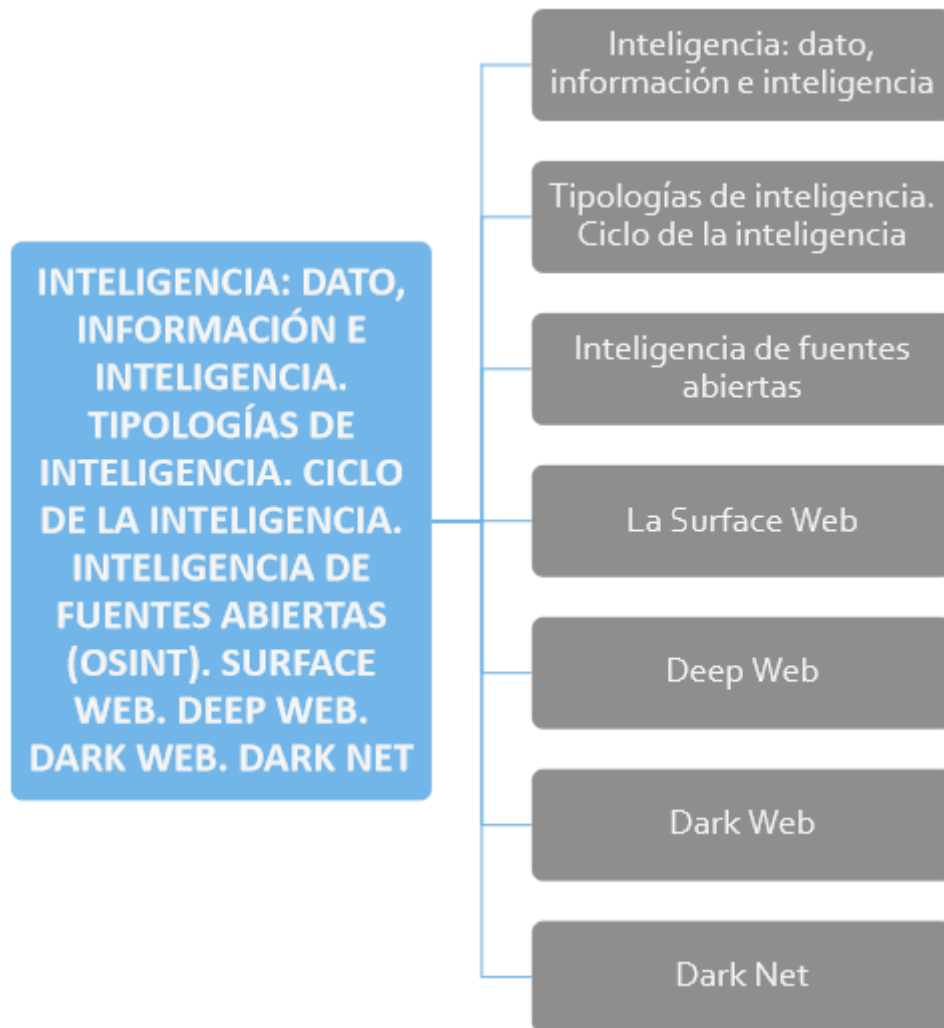 INTELIGENCIA: DATO,
INFORMACIÓN E
INTELIGENCIA.
TIPOLOGÍAS DE
INTELIGENCIA. CICLO
DE LA INTELIGENCIA.
INTELIGENCIA DE
FUENTES ABIERTAS
(OSINT). SURFACE
WEB. DEEP WEB.
DARK WEB. DARK NET
Inteligencia: dato,
información e inteligencia
Tipologías de inteligencia.
Ciclo de la inteligencia
Inteligencia de fuentes
abiertas
La Surface Web
Deep Web
Dark Web
Dark Net